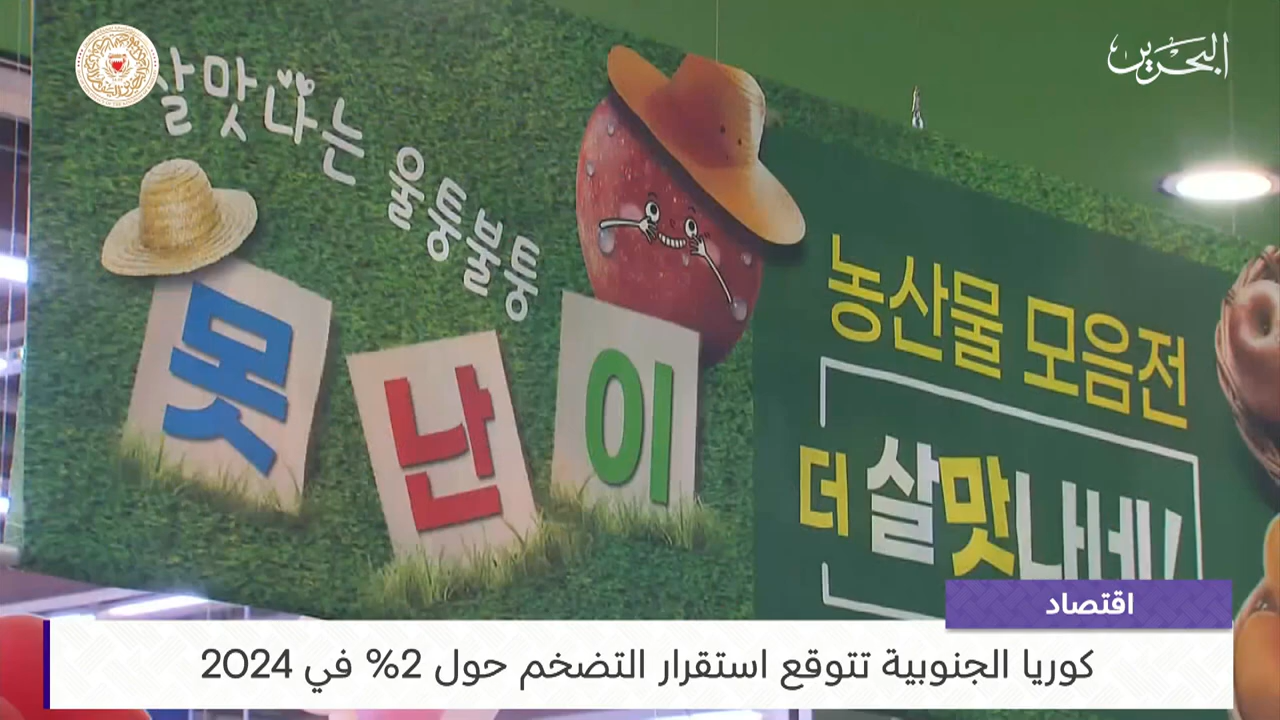 البحرين
살맛나는
울퉁불퉁
못난이
농산물 모음전
더 살맛나네!
اقتصاد
كوريا الجنوبية تتوقع استقرار التضخم حول 2% في 2024